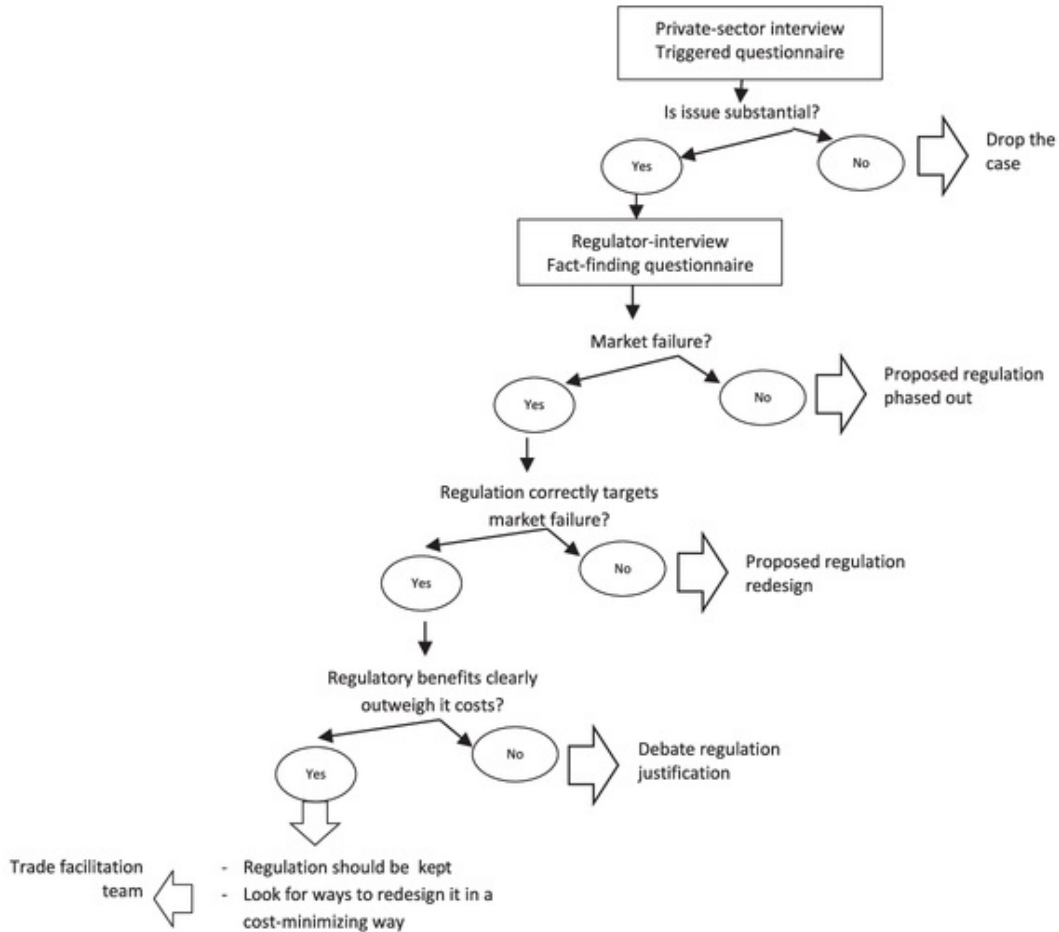 Private-sector interview
Triggered questionnaire
Is issue substantial?
Yes
No
Drop the
case
Regulator-interview
Fact-finding questionnaire
Market failure?
Yes
No
Proposed regulation
phased out
Regulation correctly targets
market failure?
Yes
No
Proposed regulation
redesign
Regulatory benefits clearly
outweigh it costs?
Yes
No
Debate regulation
justification
Trade facilitation
team
- Regulation should be kept
- Look for ways to redesign it in a
cost-minimizing way